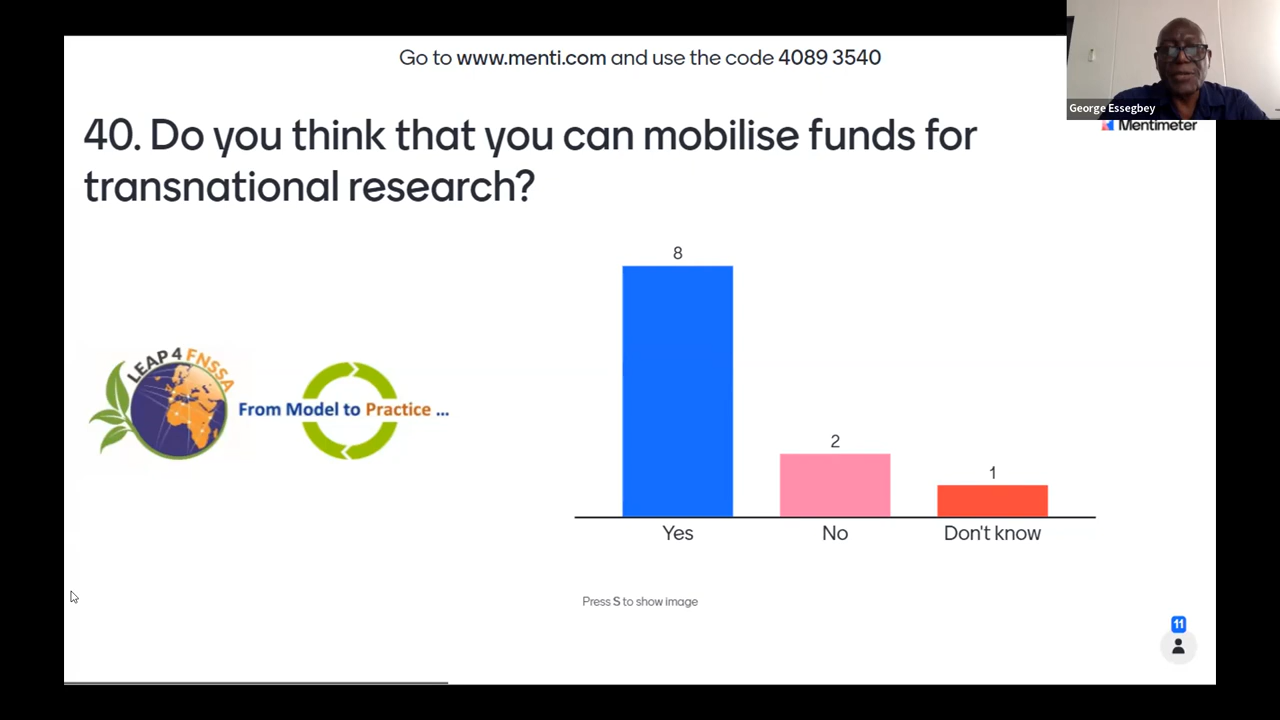 Go to www.menti.com and use the code 4089 3540
George Essegbey
Mentimeter
40. Do you think that you can mobilise funds for
transnational research?
8
2
1
LEAP4 FNSSA
From Model to Practice ...
Yes
No
Don't know
Press S to show image
11